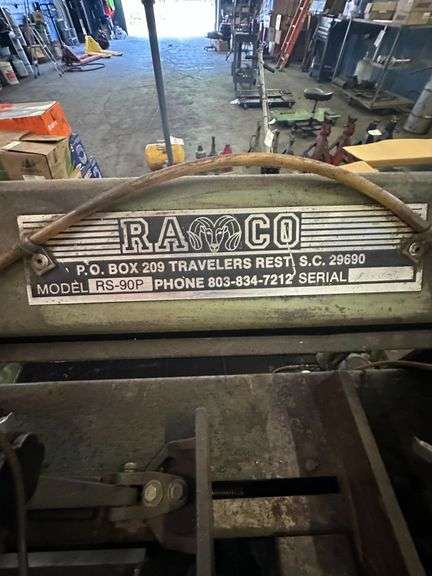 RAMCO
P.O. BOX 209 TRAVELERS REST, S.C. 29690
MODEL RS-90P PHONE 803-834-7212 SERIAL